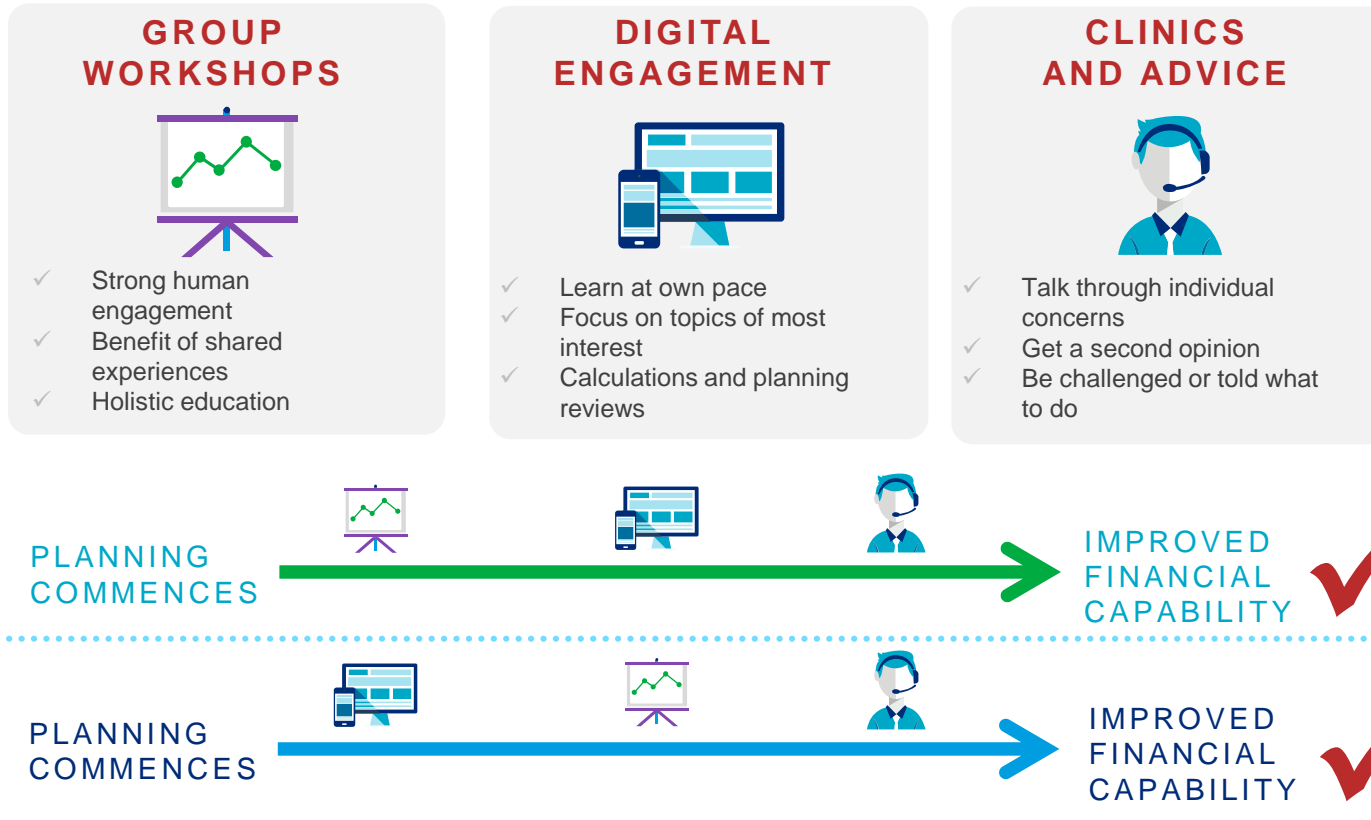 GROUP
WORKSHOPS
✓ Strong human
engagement
✓ Benefit of shared
experiences
✓ Holistic education
DIGITAL
ENGAGEMENT
✓ Learn at own pace
✓ Focus on topics of most
interest
✓ Calculations and planning
reviews
CLINICS
AND ADVICE
✓ Talk through individual
concerns
✓ Get a second opinion
✓ Be challenged or told what
to do
PLANNING
COMMENCES
IMPROVED
FINANCIAL
CAPABILITY
PLANNING
COMMENCES
IMPROVED
FINANCIAL
CAPABILITY